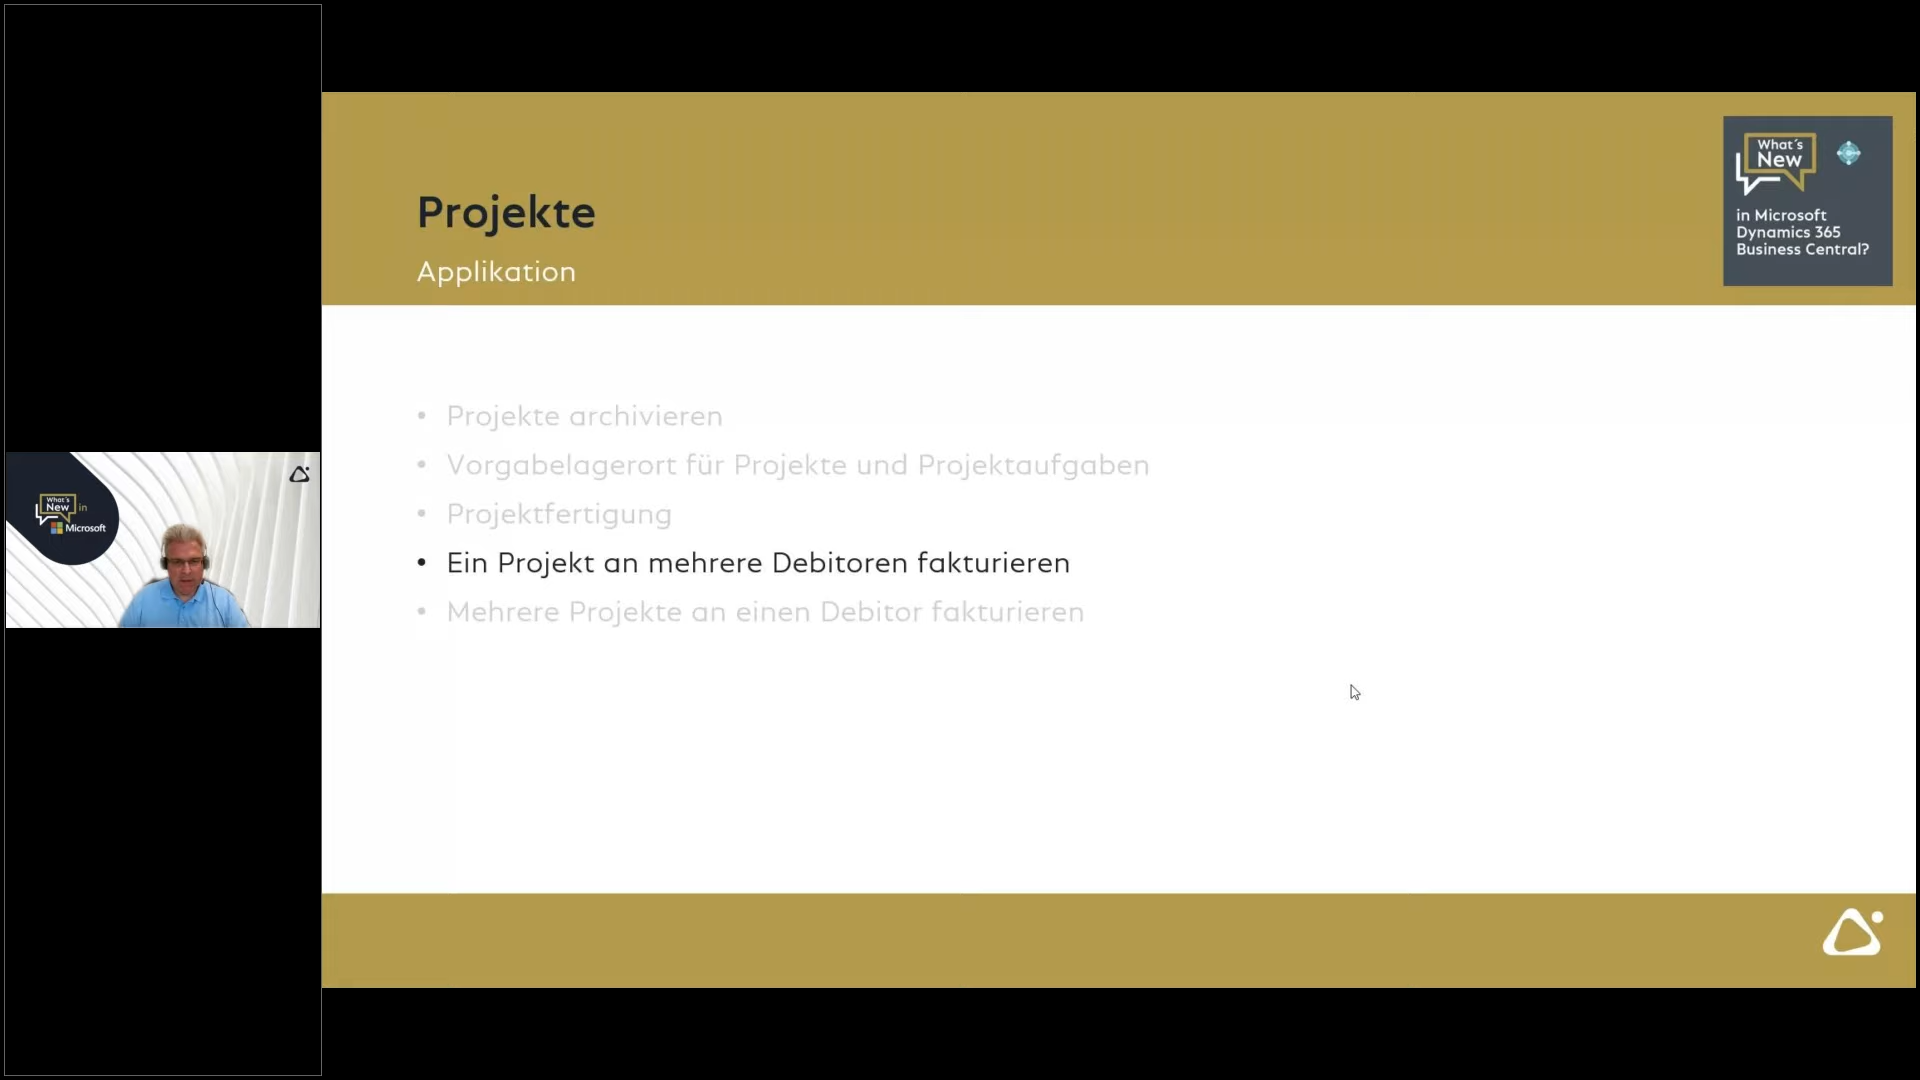 Projekte
Applikation
What's
New
in Microsoft
Dynamics 365
Business Central?
• Projekte archivieren
• Vorgabelagerort für Projekte und Projektaufgaben
• Projektfertigung
• Ein Projekt an mehrere Debitoren fakturieren
• Mehrere Projekte an einen Debitor fakturieren
What's
New in
Microsoft